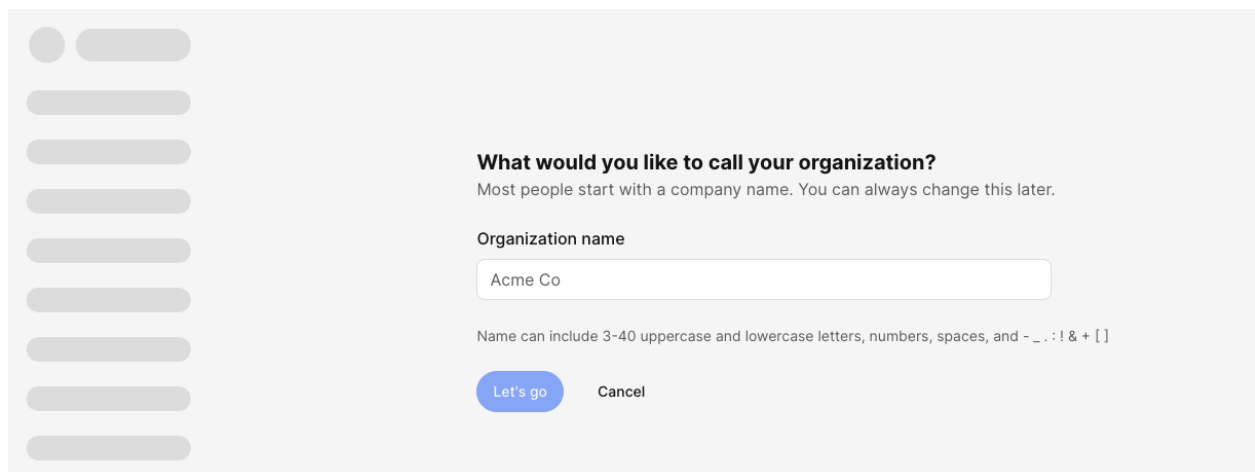 What would you like to call your organization?
Most people start with a company name. You can always change this later.
Organization name
Acme Co
Name can include 3-40 uppercase and lowercase letters, numbers, spaces, and - _ . : ! & + [ ]
Let's go
Cancel